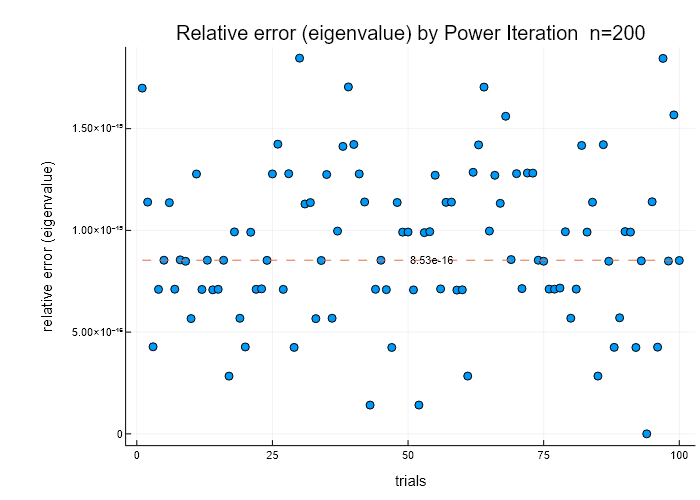 Relative error (eigenvalue) by Power Iteration n=200
relative error (eigenvalue)
1.50×10⁻¹⁵
1.00×10⁻¹⁵
5.00×10⁻¹⁶
0
8.53e-16
0 25 50 75 100
trials